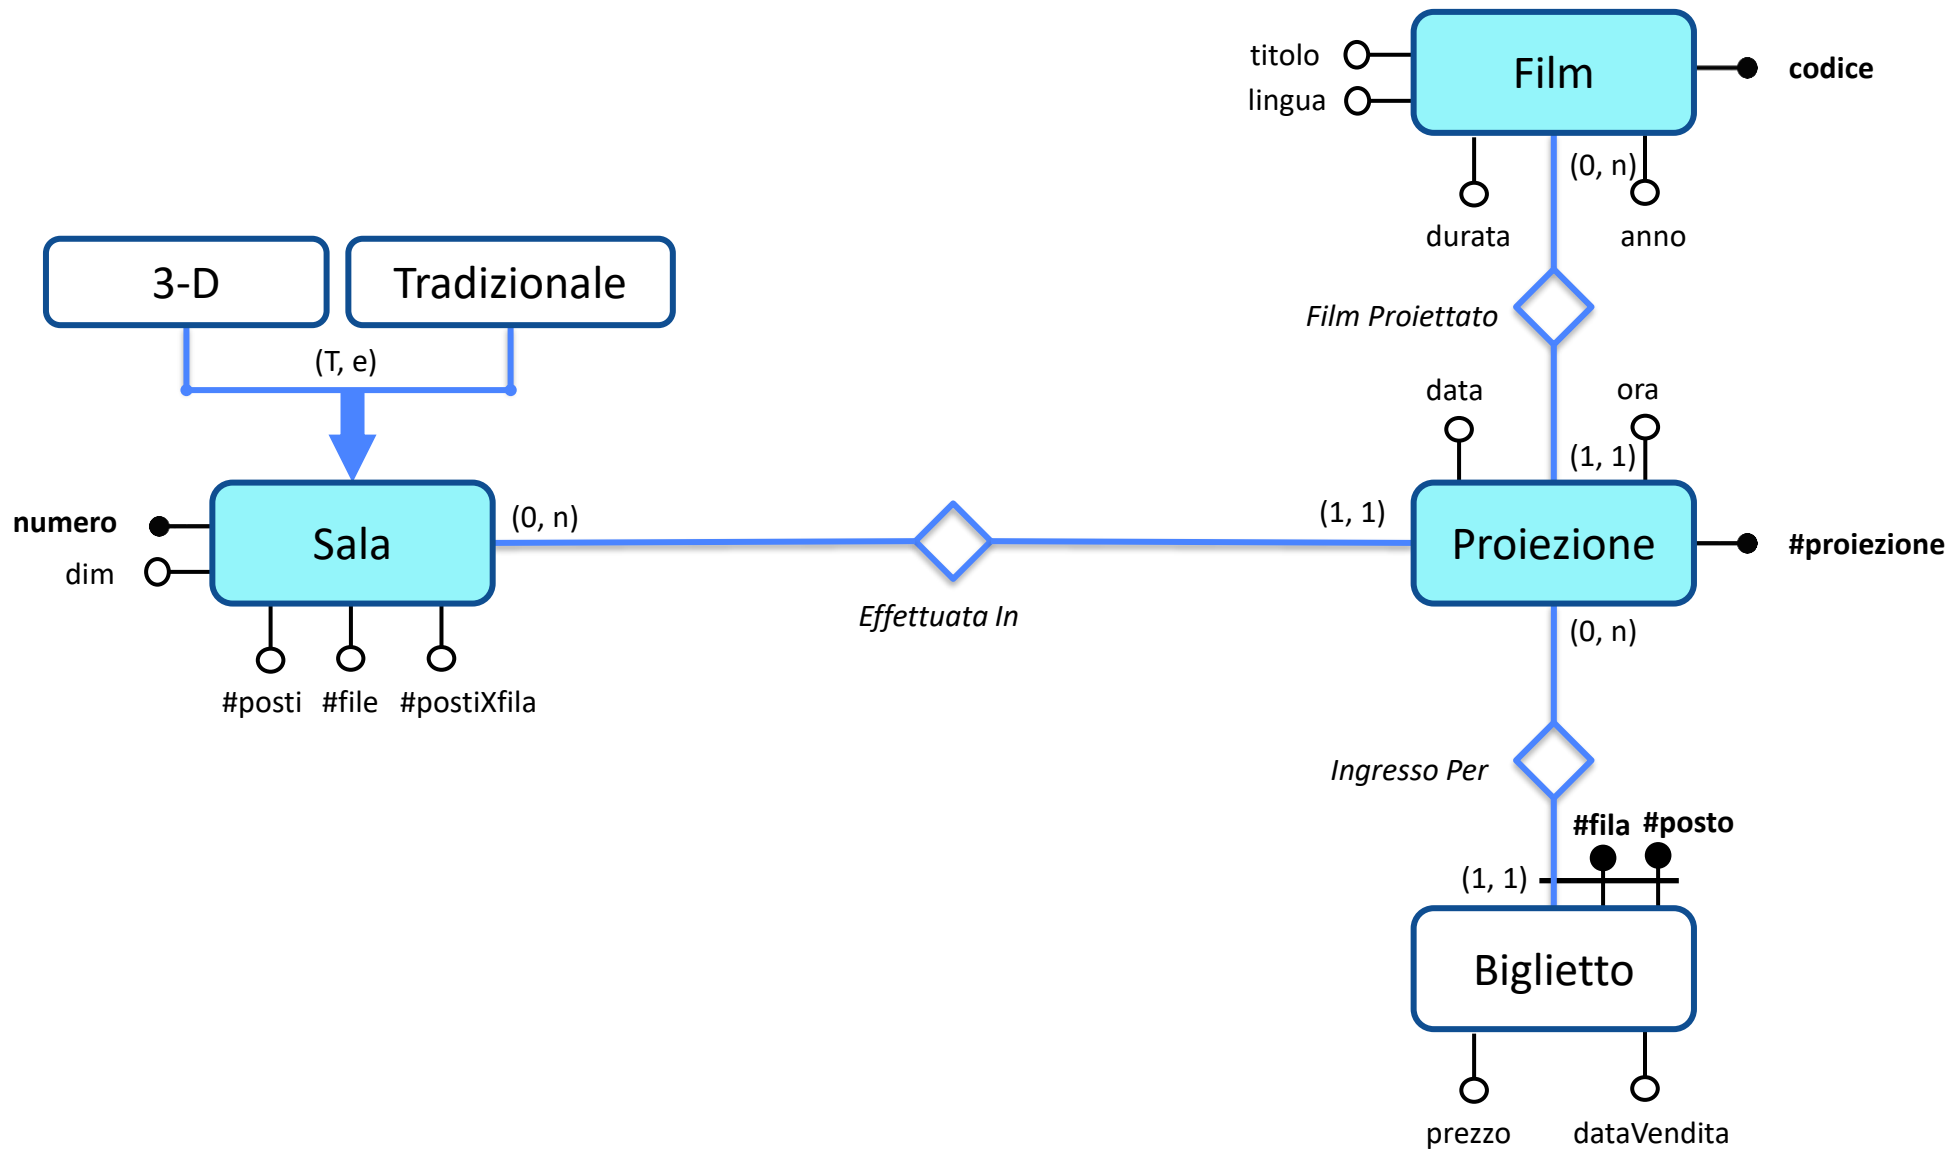 titolo
Film
codice
lingua
(0, n)
durata
anno
3-D
Tradizionale
Film Proiettato
(T, e)
data
ora
(1, 1)
numero
Sala
(0, n)
(1, 1)
Proiezione
#proiezione
dim
Effettuata In
(0, n)
#posti
#file
#postiXfila
Ingresso Per
#fila
#posto
(1, 1)
Biglietto
prezzo
dataVendita